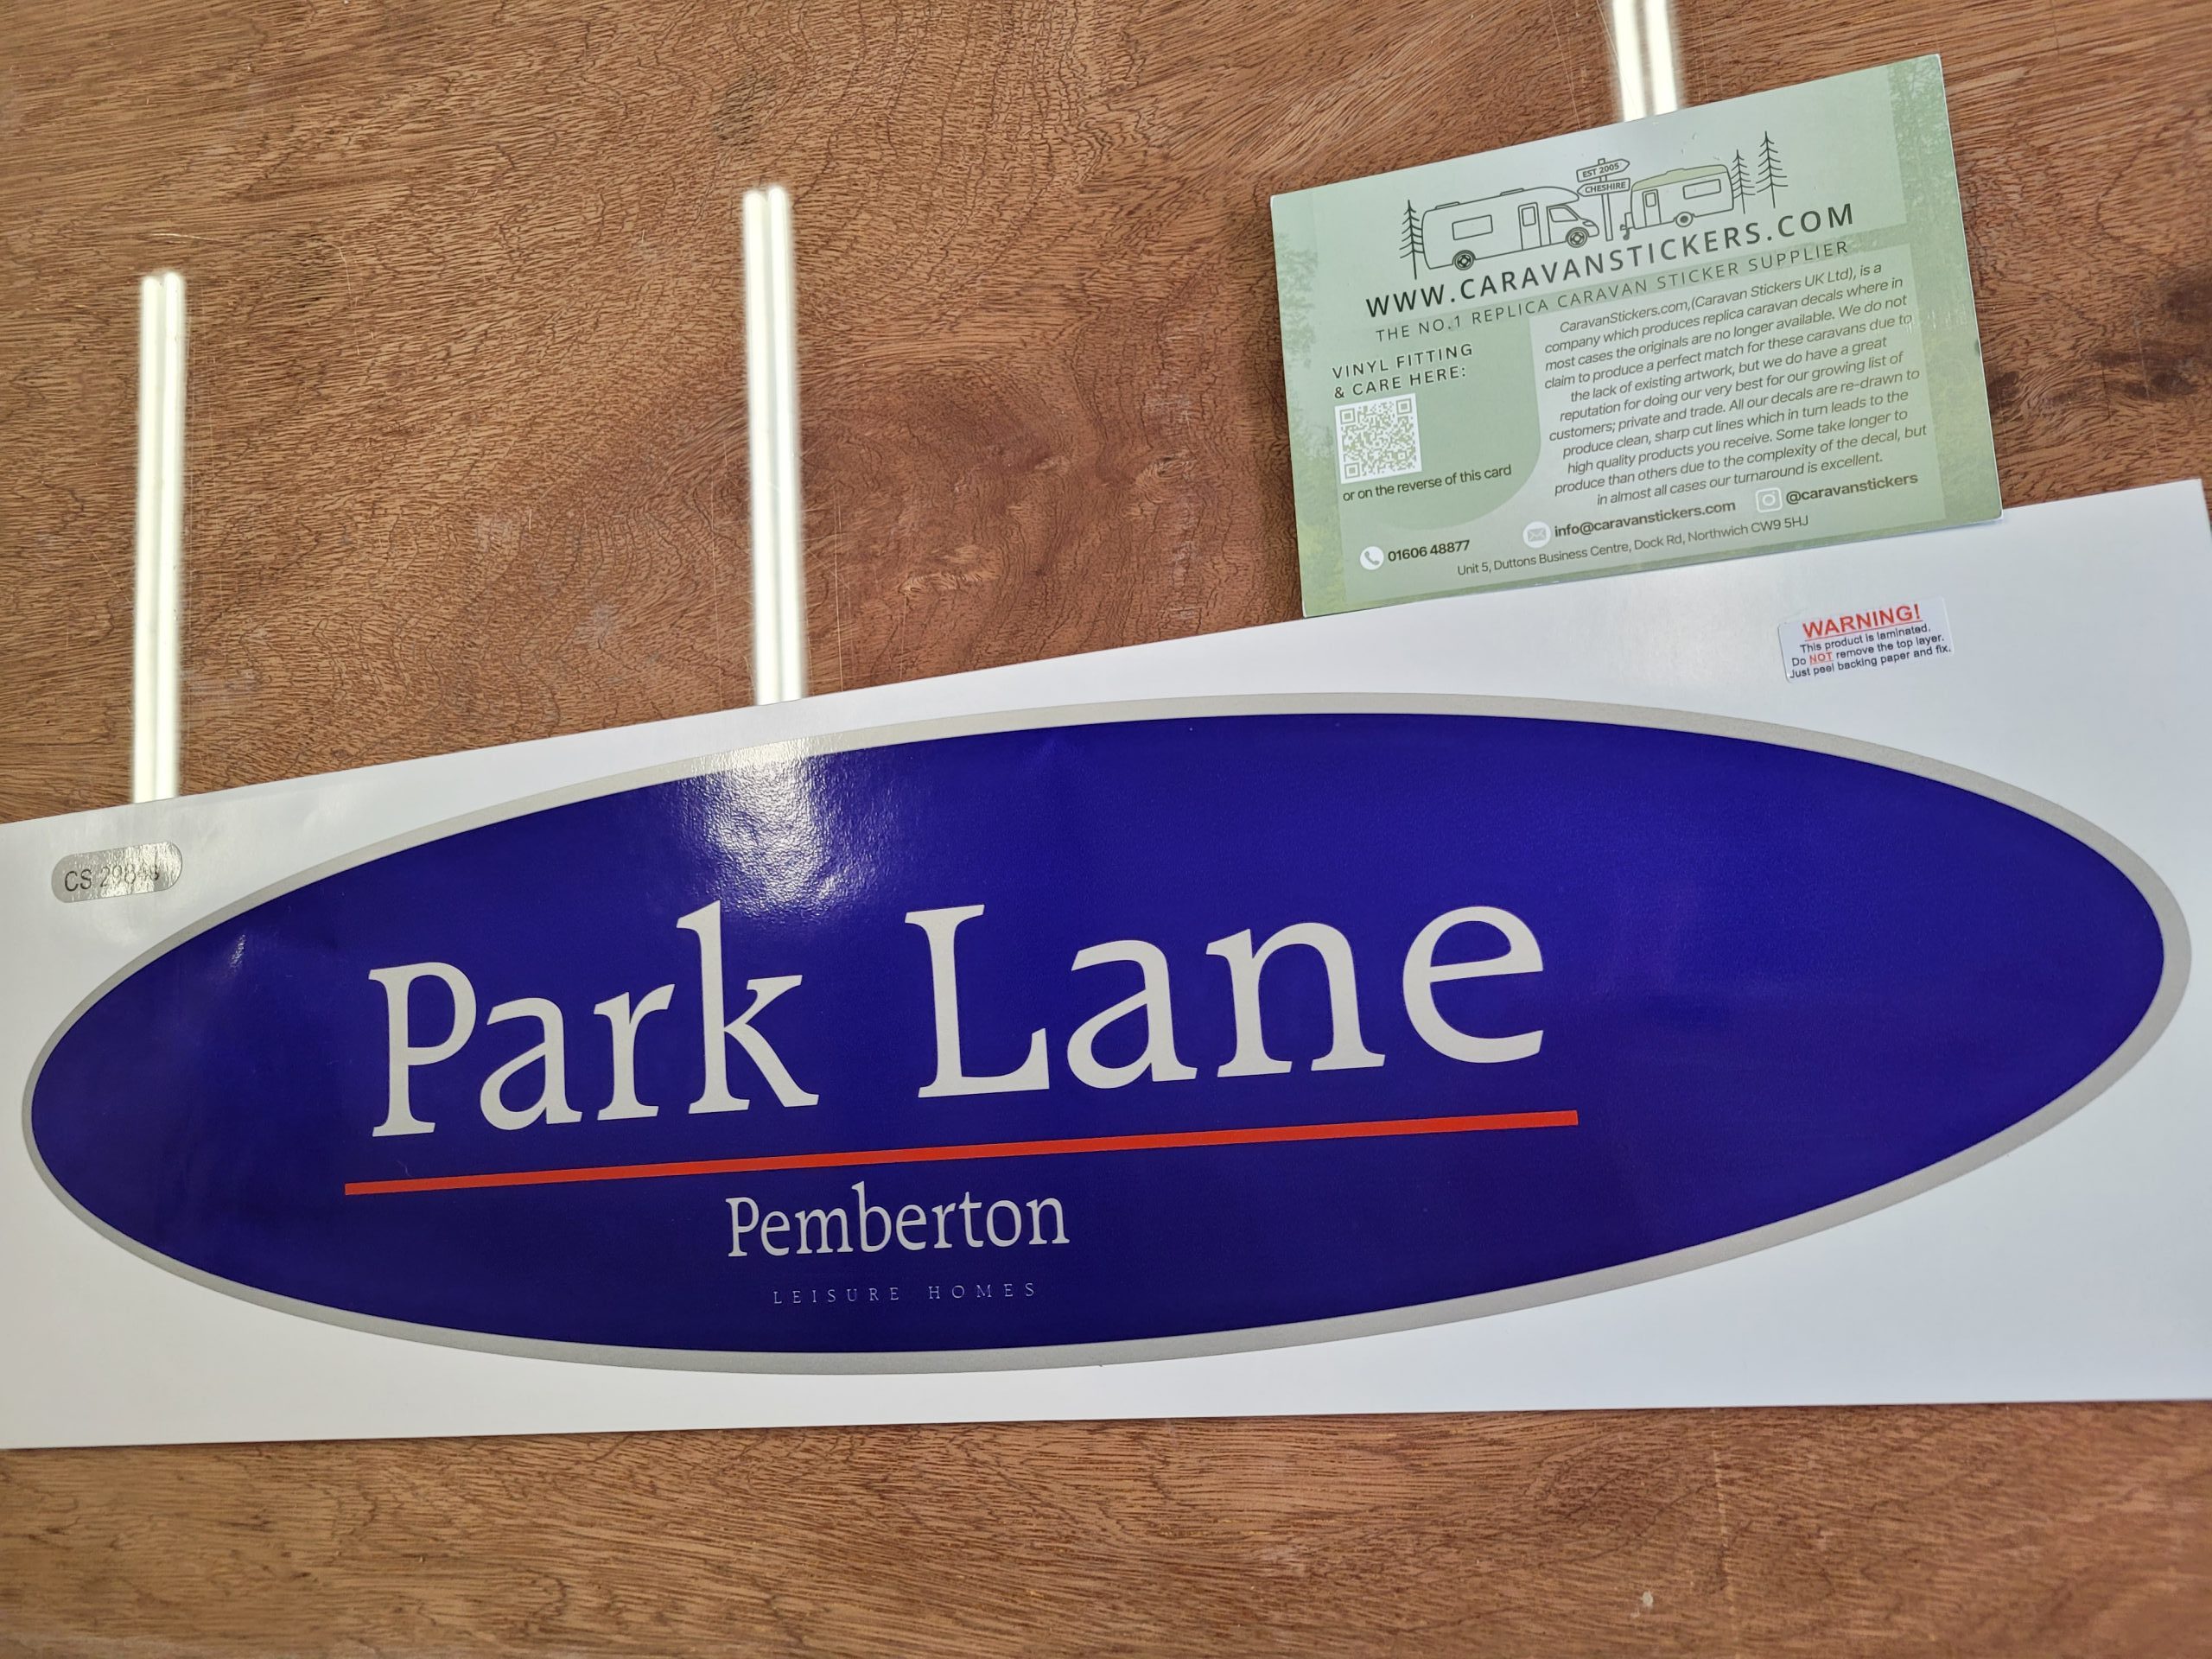 EST 2005
CHESHIRE
WWW.CARAVANSTICKERS.COM
THE NO.1 REPLICA CARAVAN STICKER SUPPLIER
VINYL FITTING
& CARE HERE:
or on the reverse of this card
CaravanStickers.com,(Caravan Stickers UK Ltd), is a
company which produces replica caravan decals where in
most cases the originals are no longer available. We do not
claim to produce a perfect match for these caravans due to
the lack of existing artwork, but we do have a great
reputation for doing our very best for our growing list of
customers; private and trade. All our decals are re-drawn to
produce clean, sharp cut lines which in turn leads to the
high quality products you receive. Some take longer to
produce than others due to the complexity of the decal, but
in almost all cases our turnaround is excellent.
01606 48877
info@caravanstickers.com
@caravanstickers
Unit 5, Duttons Business Centre, Dock Rd, Northwich CW9 5HJ
WARNING!
This product is laminated.
Do NOT remove the top layer.
Just peel backing paper and fix.
CS
Park Lane
Pemberton
LEISURE HOMES